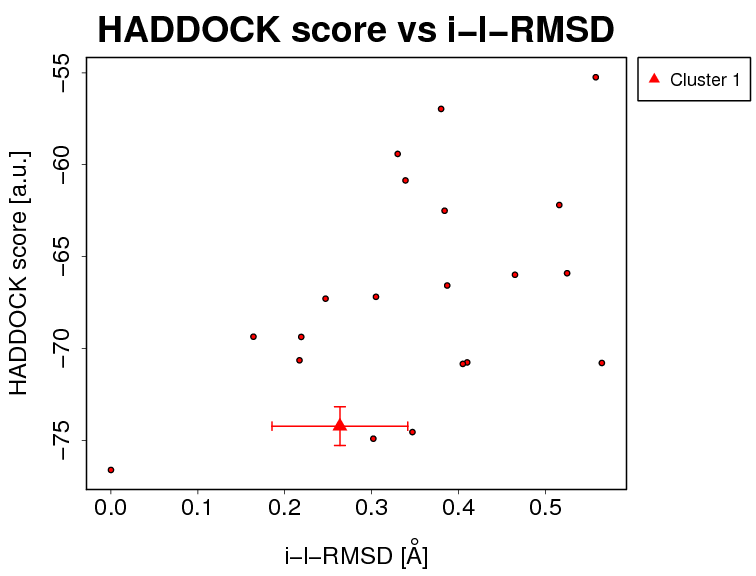 HADDOCK score vs i−l−RMSD
Cluster 1
HADDOCK score [a.u.]
−55
−60
−65
−70
−75
0.0 0.1 0.2 0.3 0.4 0.5
i−l−RMSD [Å]